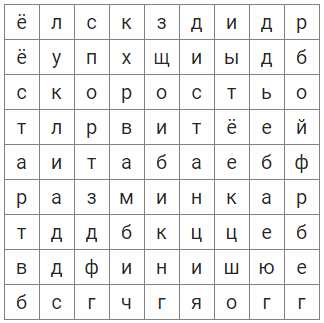 ё л с к з д и д р
ё у п х щ и ы д б
с к о р о с т ь о
т л р в и т ё е й
а и т а б а е б ф
р а з м и н к а р
т д д б к ц ц е б
в д ф и н и ш ю е
б с г ч г я о г г